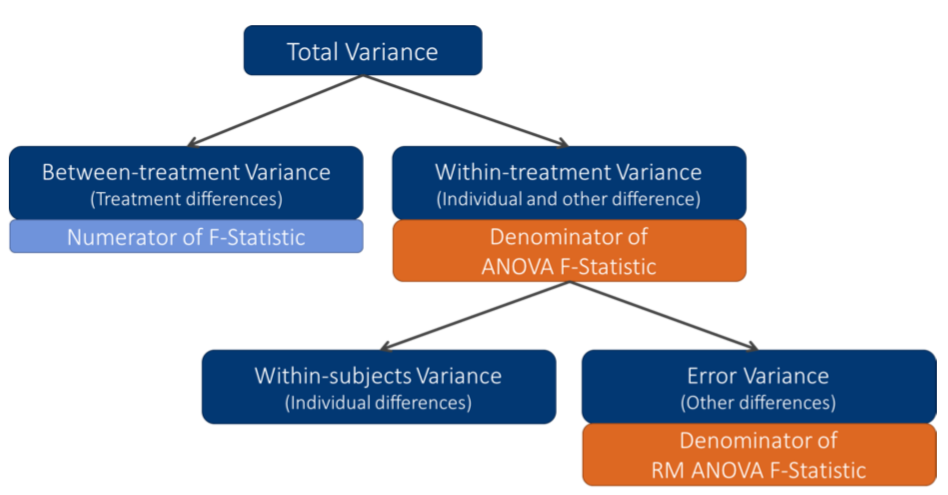 Total Variance
Between-treatment Variance
(Treatment differences)
Numerator of F-Statistic
Within-treatment Variance
(Individual and other difference)
Denominator of
ANOVA F-Statistic
Within-subjects Variance
(Individual differences)
Error Variance
(Other differences)
Denominator of
RM ANOVA F-Statistic